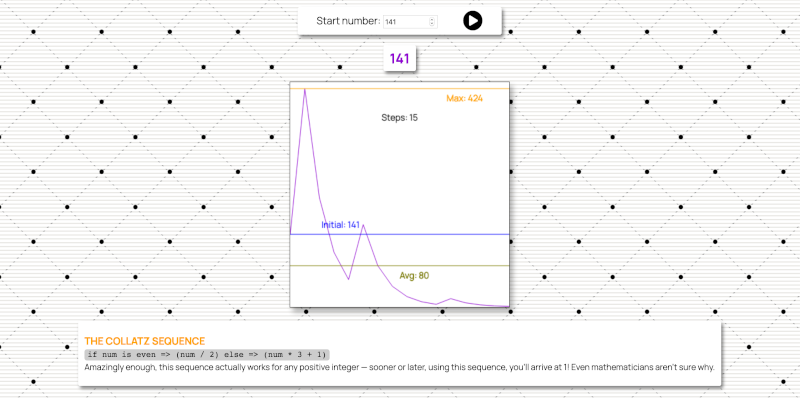 Start number: 141
141
Max: 424
Steps: 15
Initial: 141
Avg: 80
THE COLLATZ SEQUENCE
if num is even => (num / 2) else => (num * 3 + 1)
Amazingly enough, this sequence actually works for any positive integer — sooner or later, using this sequence, you'll arrive at 1! Even mathematicians aren't sure why.